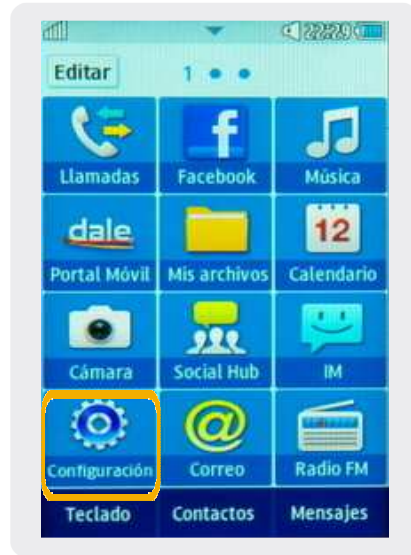 22:29
Editar 1
Llamadas Facebook Música
dale
12
Portal Móvil Mis archivos Calendario
Cámara Social Hub IM
Configuración Correo Radio FM
Teclado Contactos Mensajes